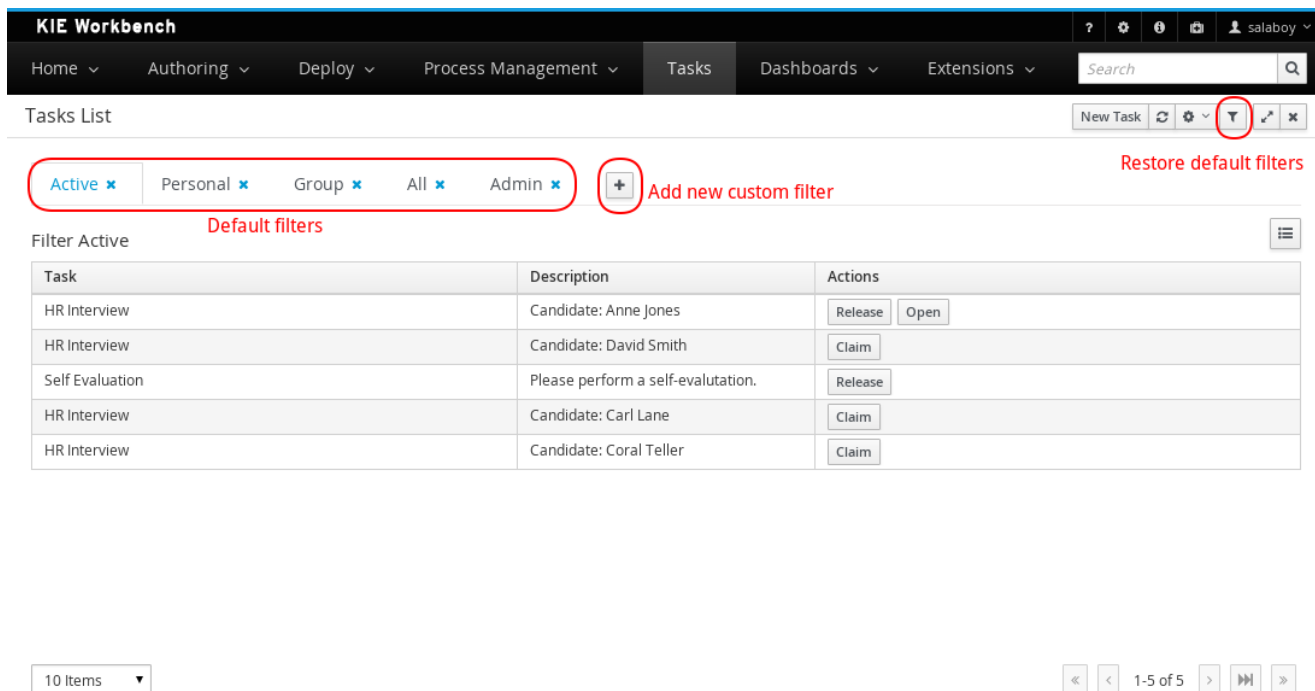 KIE Workbench
? salaboy
Home Authoring Deploy Process Management Tasks Dashboards Extensions Search
Tasks List New Task
Restore default filters
Active Personal Group All Admin + Add new custom filter
Default filters
Filter Active
Task Description Actions
HR Interview Candidate: Anne Jones Release Open
HR Interview Candidate: David Smith Claim
Self Evaluation Please perform a self-evalutation. Release
HR Interview Candidate: Carl Lane Claim
HR Interview Candidate: Coral Teller Claim
10 Items « < 1-5 of 5 > »